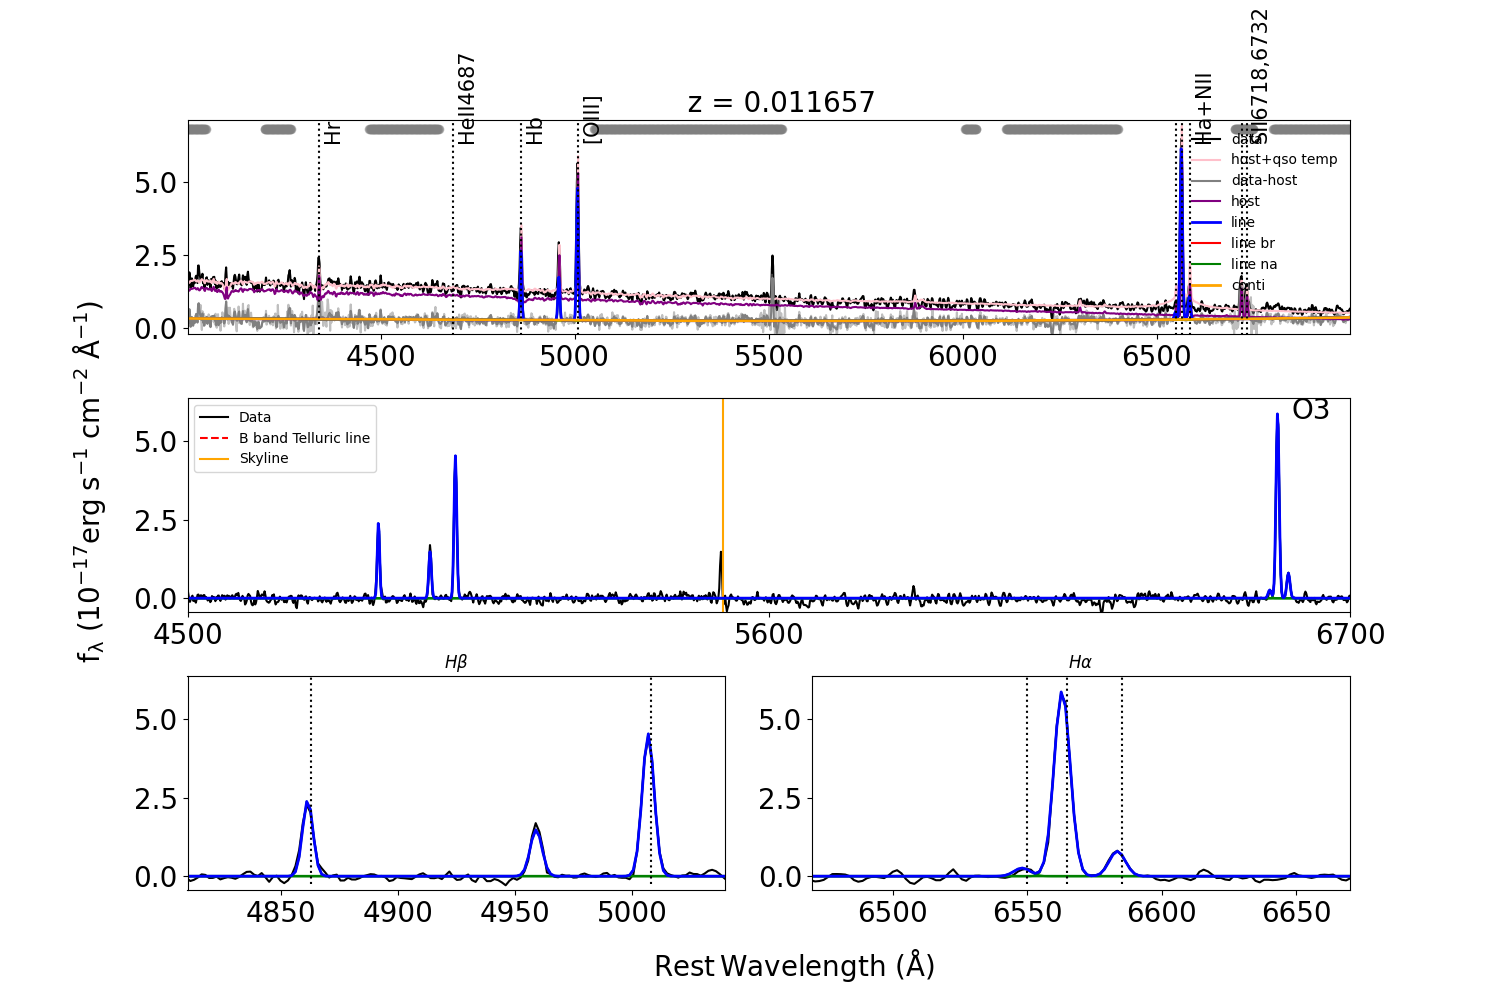 z = 0.011657
Hr
HeII4687
Hb
[OIII]
Ha+NII
SII6718,6732
data
host+qso temp
data-host
host
line
line br
line na
conti
5.0
2.5
0.0
4500 5000 5500 6000 6500
fλ (10−17erg s−1 cm−2 Å−1)
Data
B band Telluric line
Skyline
O3
5.0
2.5
0.0
4500 5600 6700
Hβ
5.0
2.5
0.0
4850 4900 4950 5000
Hα
5.0
2.5
0.0
6500 6550 6600 6650
Rest Wavelength (Å)